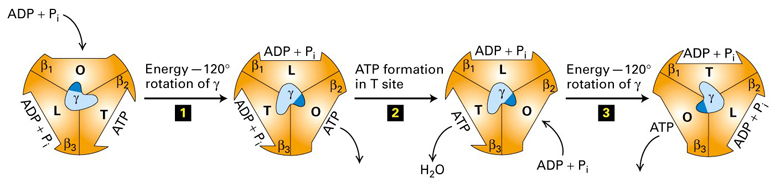 ADP + Pi
β1
O
β2
γ
L
T
ADP + Pi
ATP
β3
Energy—120°
rotation of γ
1
ADP + Pi
β1
L
β2
γ
T
O
ADP + Pi
ATP
β3
ATP formation
in T site
2
ADP + Pi
β1
L
β2
γ
T
O
ATP
β3
H2O
ADP + Pi
Energy—120°
rotation of γ
3
ADP + Pi
β1
T
β2
γ
O
L
ATP
ADP + Pi
β3